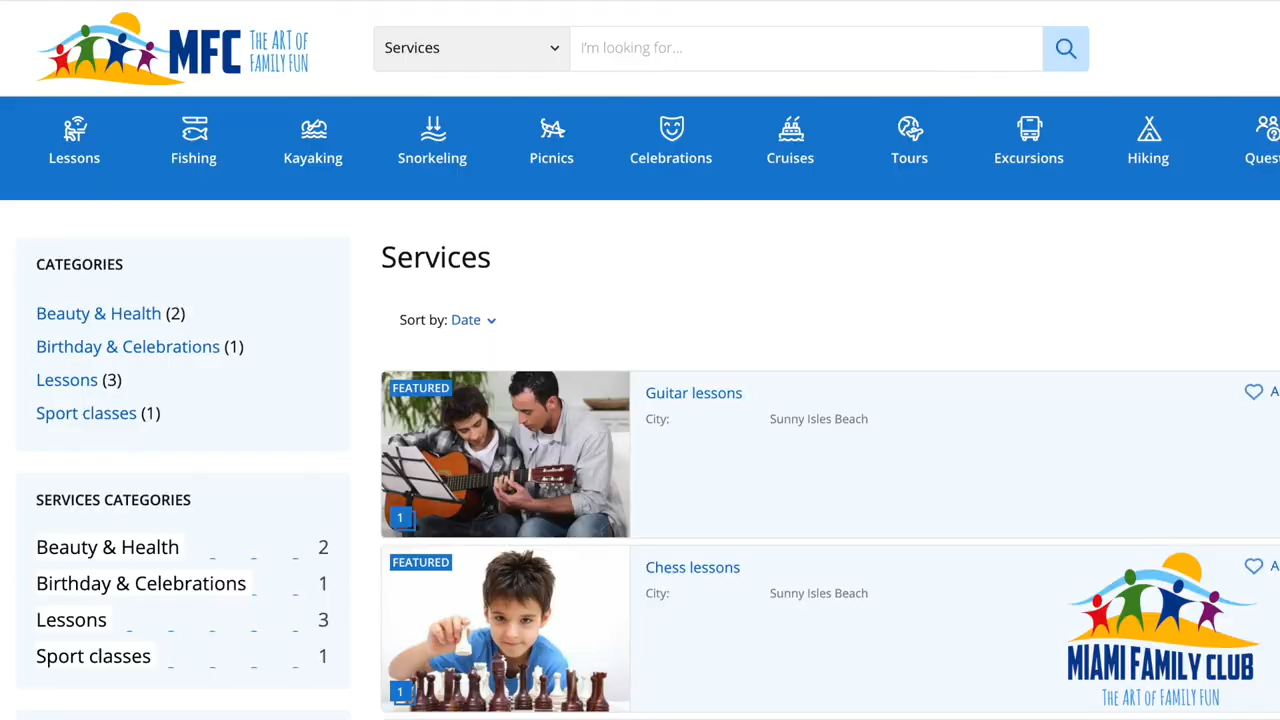 MFC THE ART OF FAMILY FUN
Services
I'm looking for...
Lessons
Fishing
Kayaking
Snorkeling
Picnics
Celebrations
Cruises
Tours
Excursions
Hiking
Quest
CATEGORIES
Beauty & Health (2)
Birthday & Celebrations (1)
Lessons (3)
Sport classes (1)
SERVICES CATEGORIES
Beauty & Health 2
Birthday & Celebrations 1
Lessons 3
Sport classes 1
Services
Sort by: Date
FEATURED
1
Guitar lessons
City: Sunny Isles Beach
A
FEATURED
1
Chess lessons
City: Sunny Isles Beach
A
MIAMI FAMILY CLUB
THE ART OF FAMILY FUN